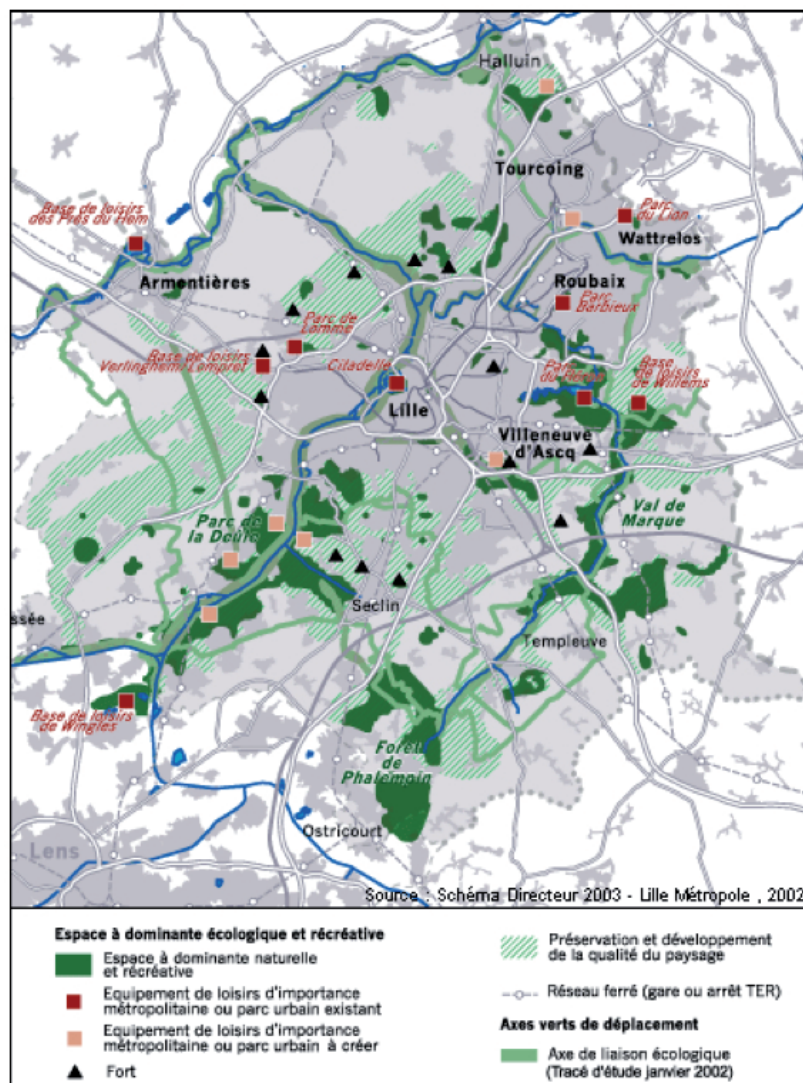 Halluin
Tourcoing
Base de loisirs
des Prés du Hem
Parc
du Lion
Wattrelos
Armentières
Roubaix
Parc
Barbieux
Parc de
Lomme
Base de loisirs
Verlinghem/Lompret
Citadelle
Parc
du Héron
Base
de loisirs
de Willems
Lille
Villeneuve
d'Ascq
Parc de
la Deûle
Val de
Marque
Seclin
ssée
Templeuve
Base de loisirs
de Wingles
Forêt
de
Phalempin
Ostricourt
Lens
Source : Schéma Directeur 2003 - Lille Métropole , 2002
Espace à dominante écologique et récréative
Espace à dominante naturelle
et récréative
Equipement de loisirs d'importance
métropolitaine ou parc urbain existant
Equipement de loisirs d'importance
métropolitaine ou parc urbain à créer
Fort
Préservation et développement
de la qualité du paysage
Réseau ferré (gare ou arrêt TER)
Axes verts de déplacement
Axe de liaison écologique
(Tracé d'étude janvier 2002)